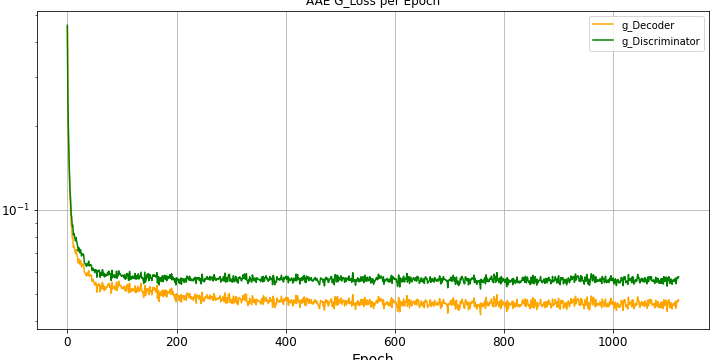 AAE G_Loss per Epoch
g_Decoder
g_Discriminator
10⁻¹
0 200 400 600 800 1000
Epoch